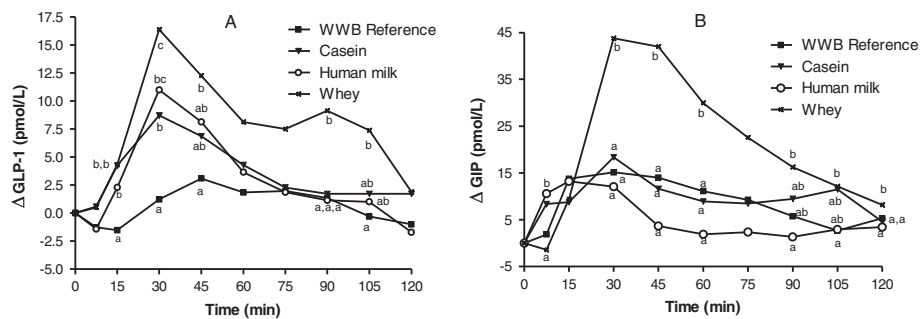 A
17.5
15.0
12.5
10.0
7.5
5.0
2.5
0.0
-2.5
-5.0
Δ GLP-1 (pmol/L)
0 15 30 45 60 75 90 105 120
Time (min)
WWB Reference
Casein
Human milk
Whey
c
b
bc
ab
b
ab
b,b
b
b
ab
ab
a,a,a
a
a
a
a
B
45
35
25
15
5
-5
Δ GIP (pmol/L)
0 15 30 45 60 75 90 105 120
Time (min)
WWB Reference
Casein
Human milk
Whey
b
b
b
b
b
b
b
a
a
a
a
a
ab
ab
ab
a
a
a
a
a
a,a
a